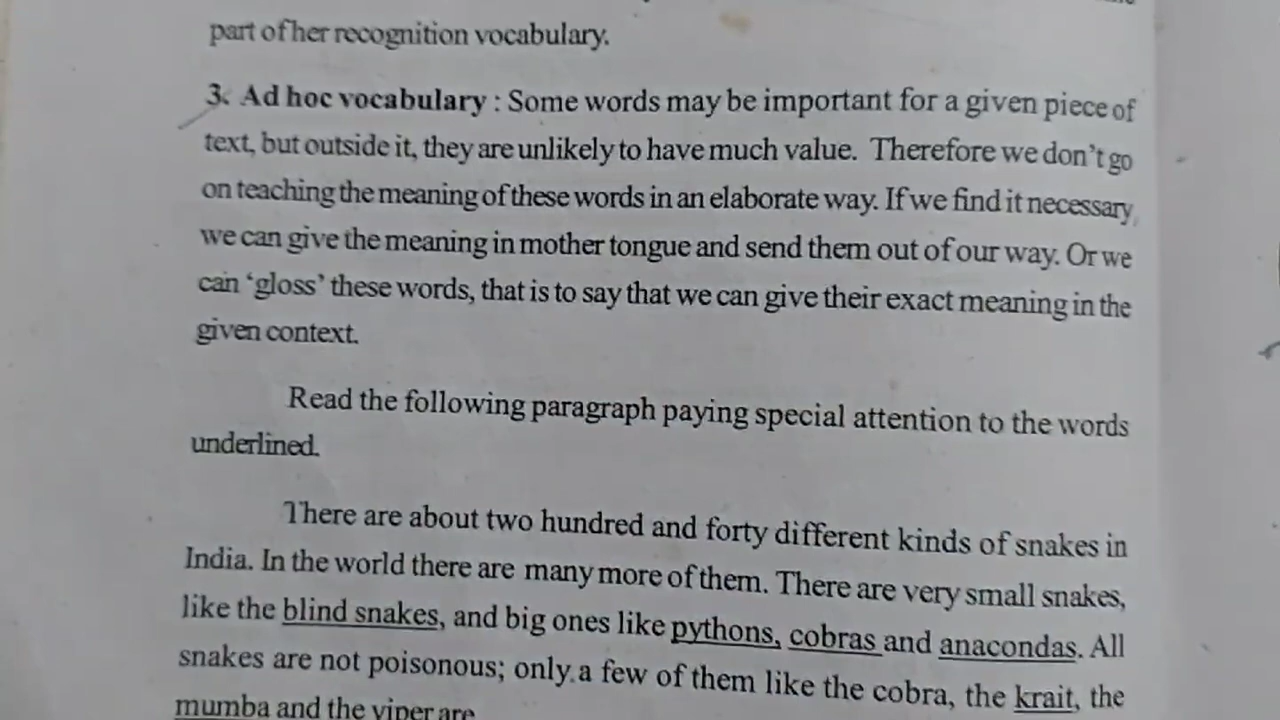 part of her recognition vocabulary.
3. Ad hoc vocabulary : Some words may be important for a given piece of
text, but outside it, they are unlikely to have much value. Therefore we don't go
on teaching the meaning of these words in an elaborate way. If we find it necessary
we can give the meaning in mother tongue and send them out of our way. Or we
can 'gloss' these words, that is to say that we can give their exact meaning in the
given context.
Read the following paragraph paying special attention to the words
underlined.
There are about two hundred and forty different kinds of snakes in
India. In the world there are many more of them. There are very small snakes,
like the blind snakes, and big ones like pythons, cobras and anacondas. All
snakes are not poisonous; only a few of them like the cobra, the krait, the
mumba and the viper are